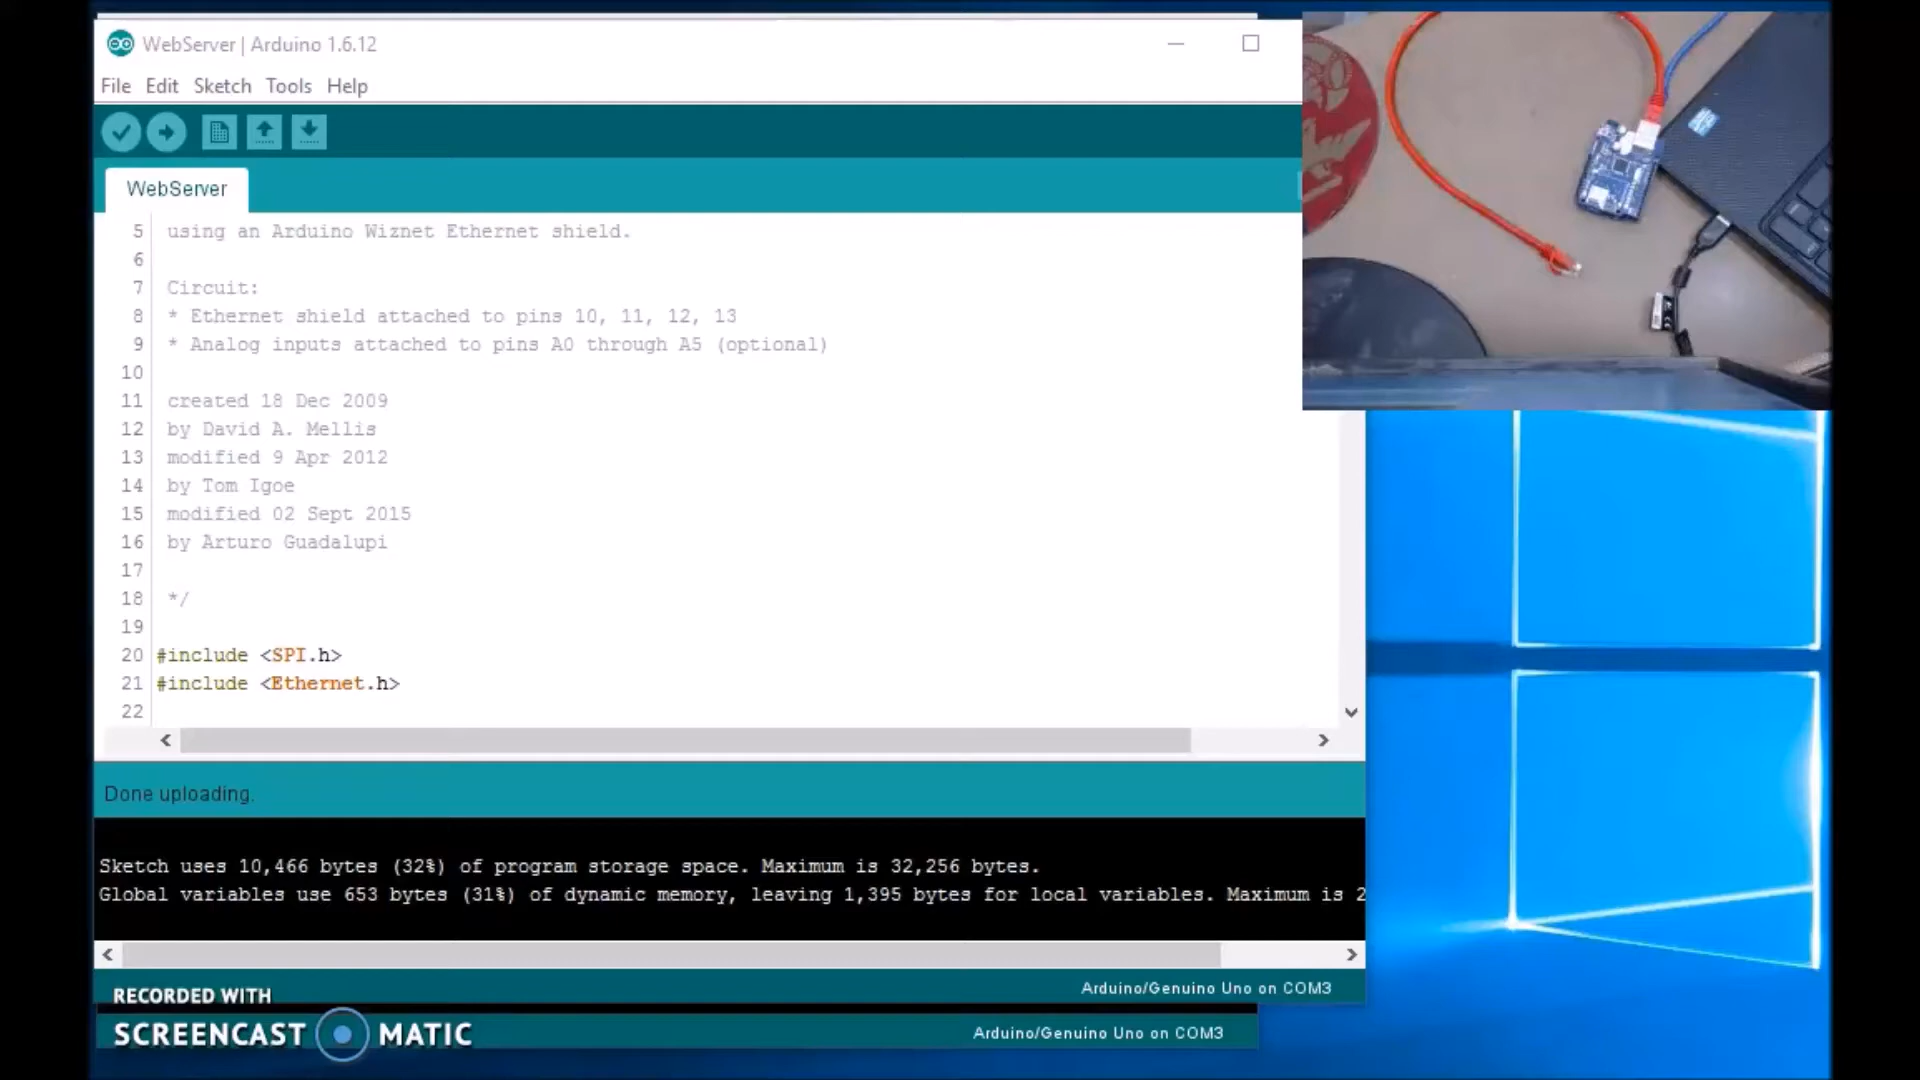 WebServer | Arduino 1.6.12
File Edit Sketch Tools Help
WebServer
5 using an Arduino Wiznet Ethernet shield.
6
7 Circuit:
8 * Ethernet shield attached to pins 10, 11, 12, 13
9 * Analog inputs attached to pins A0 through A5 (optional)
10
11 created 18 Dec 2009
12 by David A. Mellis
13 modified 9 Apr 2012
14 by Tom Igoe
15 modified 02 Sept 2015
16 by Arturo Guadalupi
17
18 */
19
20 #include <SPI.h>
21 #include <Ethernet.h>
22
Done uploading.
Sketch uses 10,466 bytes (32%) of program storage space. Maximum is 32,256 bytes.
Global variables use 653 bytes (31%) of dynamic memory, leaving 1,395 bytes for local variables. Maximum is 2
Arduino/Genuino Uno on COM3
RECORDED WITH
SCREENCAST MATIC
Arduino/Genuino Uno on COM3